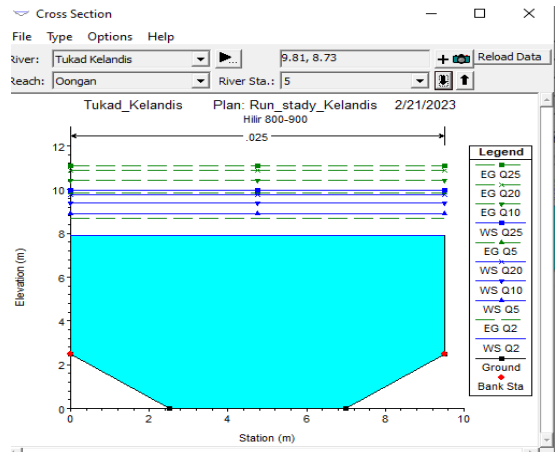 Cross Section
File Type Options Help
River: Tukad Kelandis 9.81, 8.73 Reload Data
Reach: Oongan River Sta.: 5
Tukad_Kelandis Plan: Run_stady_Kelandis 2/21/2023
Hilir 800-900
.025
Legend
EG Q25
EG Q20
EG Q10
WS Q25
EG Q5
WS Q20
WS Q10
WS Q5
EG Q2
WS Q2
Ground
Bank Sta
12
10
8
6
4
2
0
Elevation (m)
0 2 4 6 8 10
Station (m)